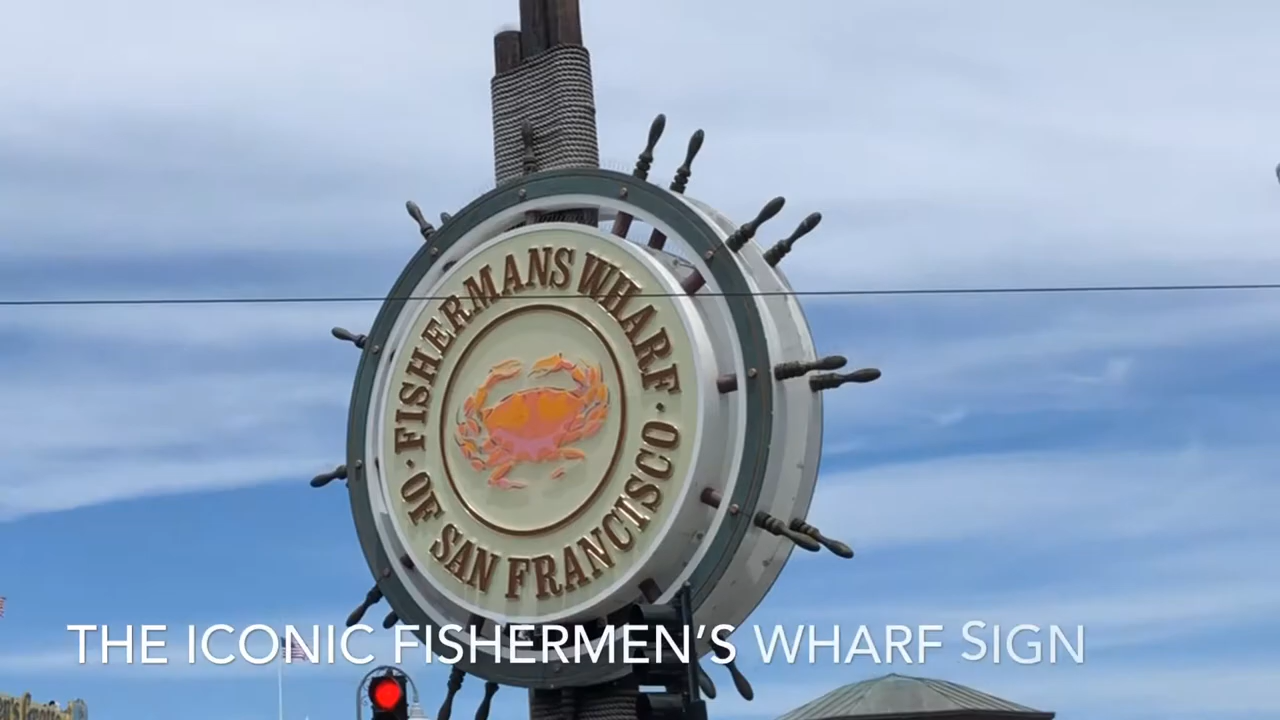 FISHERMANS WHARF
· OF SAN FRANCISCO ·
THE ICONIC FISHERMEN'S WHARF SIGN